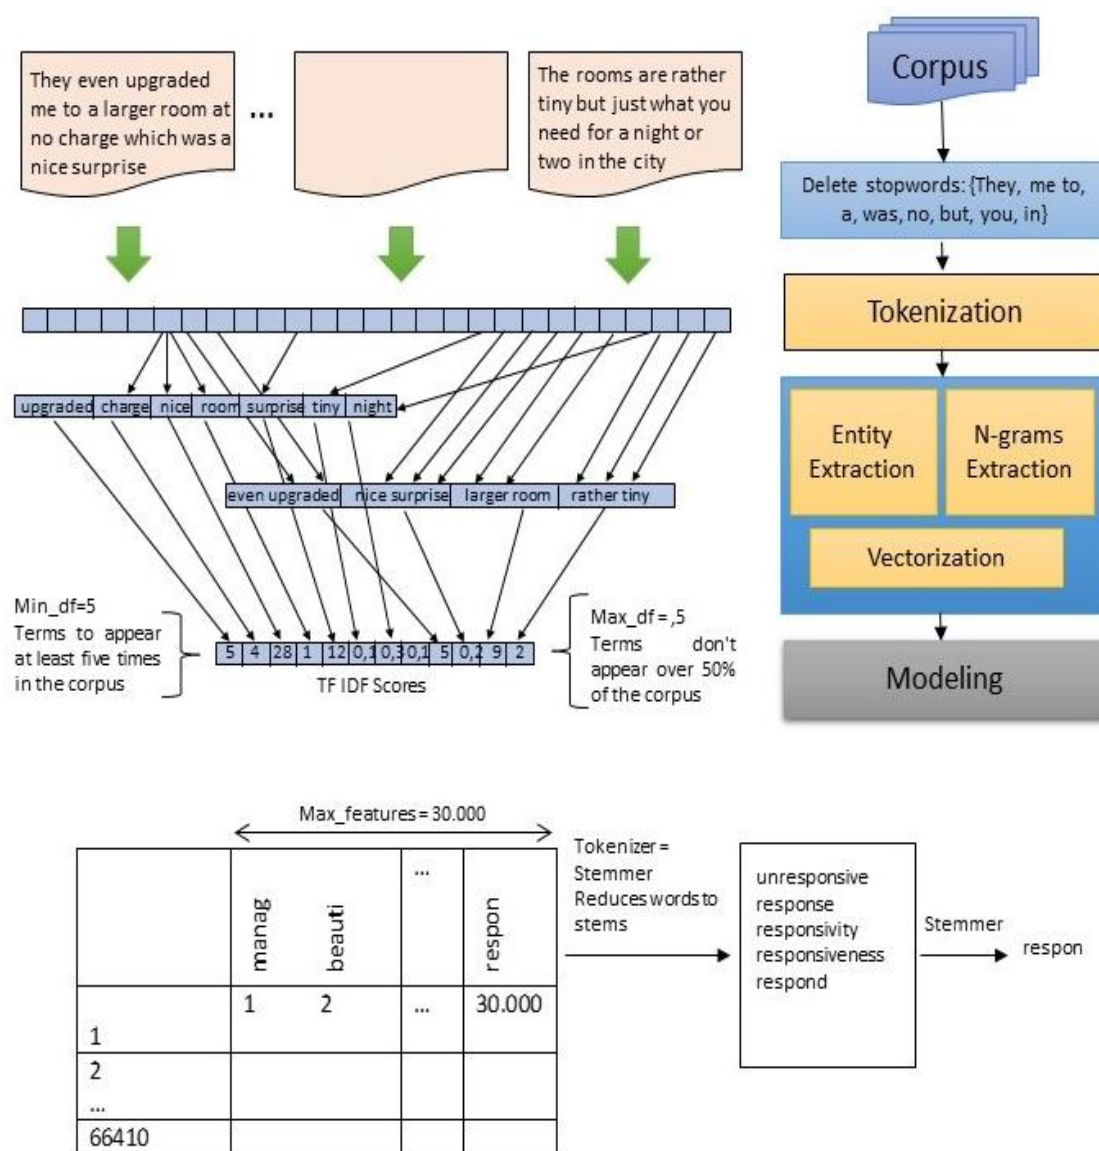 They even upgraded
me to a larger room at
no charge which was a
nice surprise
...
The rooms are rather
tiny but just what you
need for a night or
two in the city
upgraded charge nice room surprise tiny night
even upgraded nice surprise larger room rather tiny
Min_df=5
Terms to appear
at least five times
in the corpus
5 4 28 1 12 0,1 0,3 0,1 5 0,2 9 2
TF IDF Scores
Max_df = ,5
Terms don't
appear over 50%
of the corpus
Corpus
Delete stopwords: {They, me to,
a, was, no, but, you, in}
Tokenization
Entity
Extraction
N-grams
Extraction
Vectorization
Modeling
Max_features = 30.000
manag
beauti
...
respon
1 2 ... 30.000
1
2
...
66410
Tokenizer =
Stemmer
Reduces words to
stems
unresponsive
response
responsivity
responsiveness
respond
Stemmer
respon